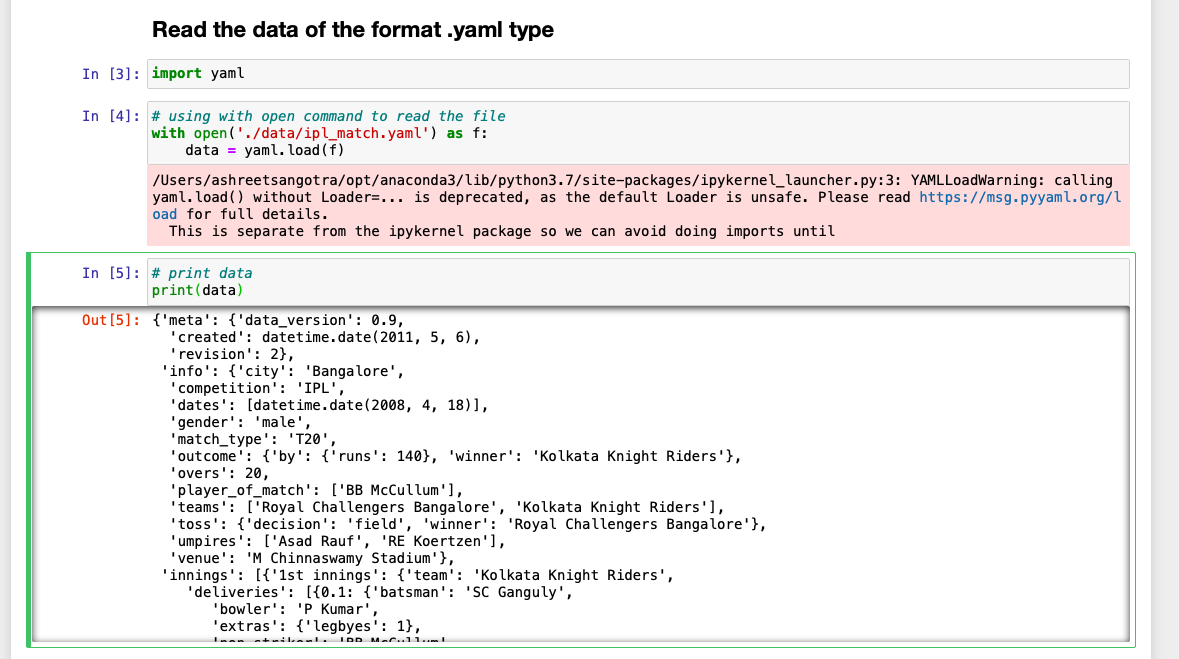 Read the data of the format .yaml type
In [3]: import yaml
In [4]: # using with open command to read the file
with open('./data/ipl_match.yaml') as f:
    data = yaml.load(f)
/Users/ashreetsangotra/opt/anaconda3/lib/python3.7/site-packages/ipykernel_launcher.py:3: YAMLLoadWarning: calling
yaml.load() without Loader=... is deprecated, as the default Loader is unsafe. Please read https://msg.pyyaml.org/l
oad for full details.
  This is separate from the ipykernel package so we can avoid doing imports until
In [5]: # print data
print(data)
Out[5]: {'meta': {'data_version': 0.9,
  'created': datetime.date(2011, 5, 6),
  'revision': 2},
 'info': {'city': 'Bangalore',
  'competition': 'IPL',
  'dates': [datetime.date(2008, 4, 18)],
  'gender': 'male',
  'match_type': 'T20',
  'outcome': {'by': {'runs': 140}, 'winner': 'Kolkata Knight Riders'},
  'overs': 20,
  'player_of_match': ['BB McCullum'],
  'teams': ['Royal Challengers Bangalore', 'Kolkata Knight Riders'],
  'toss': {'decision': 'field', 'winner': 'Royal Challengers Bangalore'},
  'umpires': ['Asad Rauf', 'RE Koertzen'],
  'venue': 'M Chinnaswamy Stadium'},
 'innings': [{'1st innings': {'team': 'Kolkata Knight Riders',
    'deliveries': [{0.1: {'batsman': 'SC Ganguly',
       'bowler': 'P Kumar',
       'extras': {'legbyes': 1},
       'non_striker': 'BB McCullum',